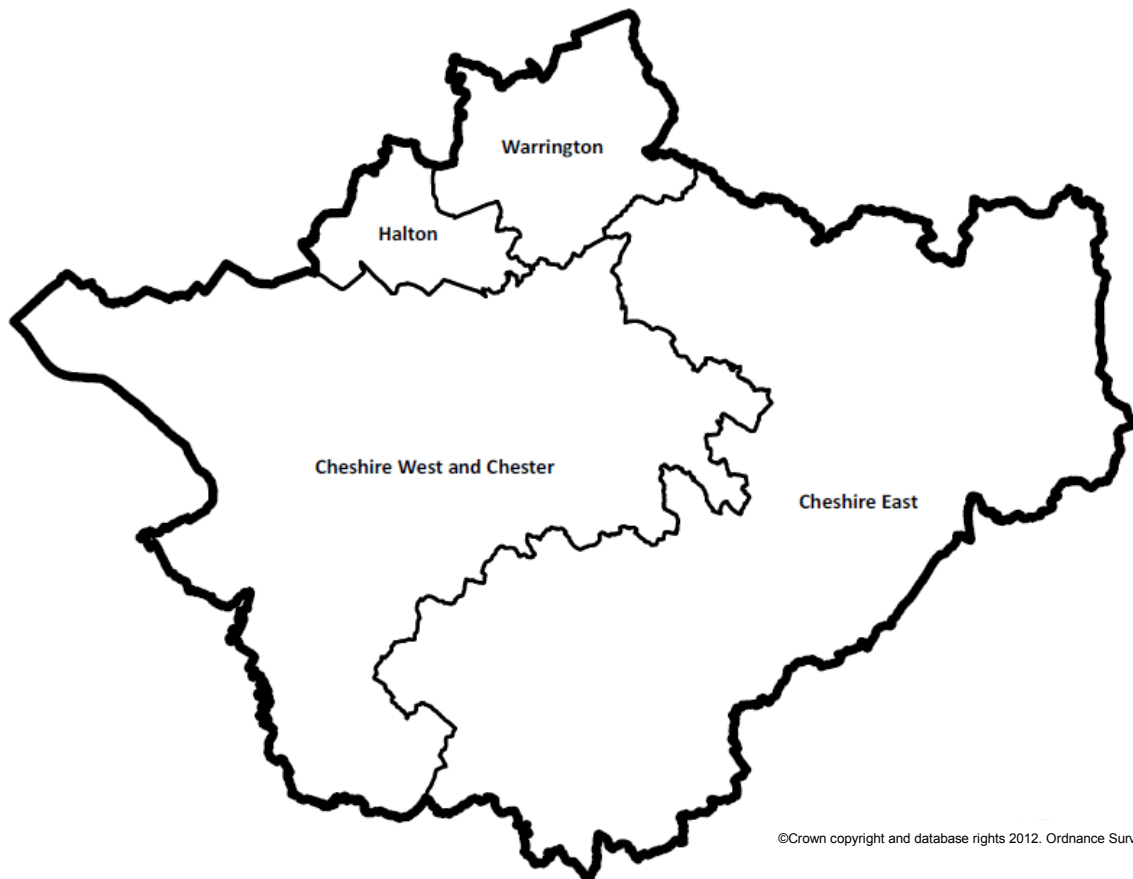 Warrington
Halton
Cheshire West and Chester
Cheshire East
©Crown copyright and database rights 2012. Ordnance Surv